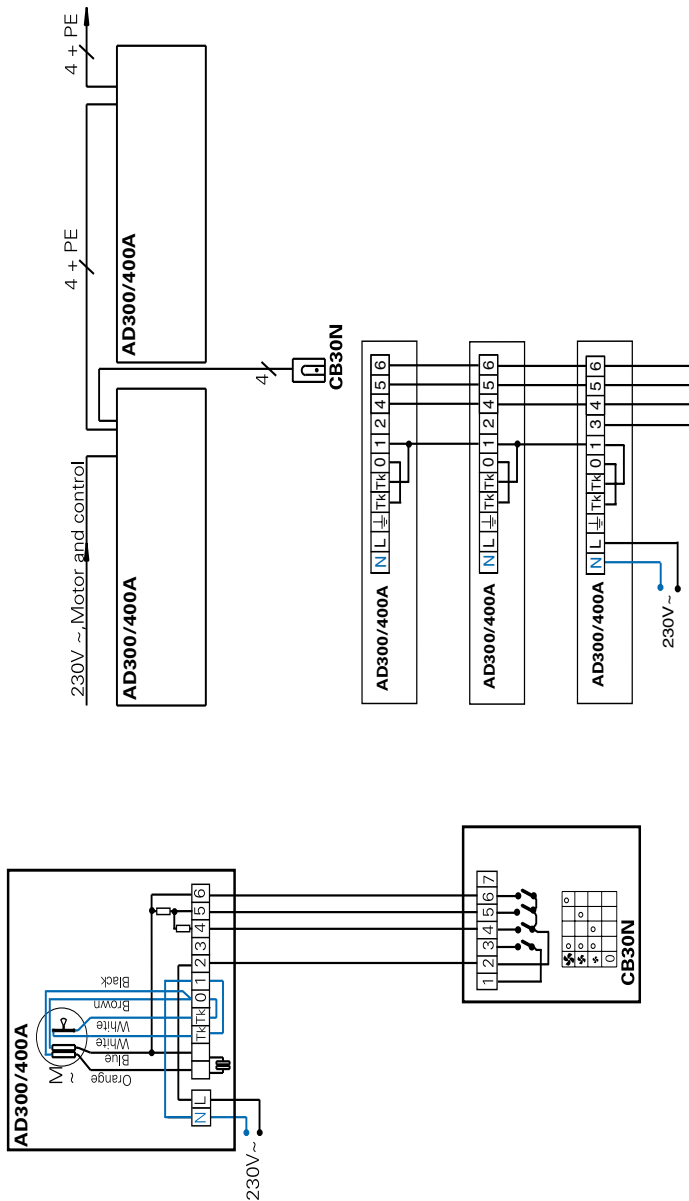 AD300/400A
M
~
Orange
Blue
White
White
Brown
Black
N L Tk Tk 0 1 2 3 4 5 6
230V~
1 2 3 4 5 6 7
0
CB30N
230V ~, Motor and control
4 + PE
4 + PE
AD300/400A
AD300/400A
4
CB30N
AD300/400A
N L ⏚ Tk Tk 0 1 2 4 5 6
AD300/400A
N L ⏚ Tk Tk 0 1 2 4 5 6
AD300/400A
N L ⏚ Tk Tk 0 1 3 4 5 6
230V~